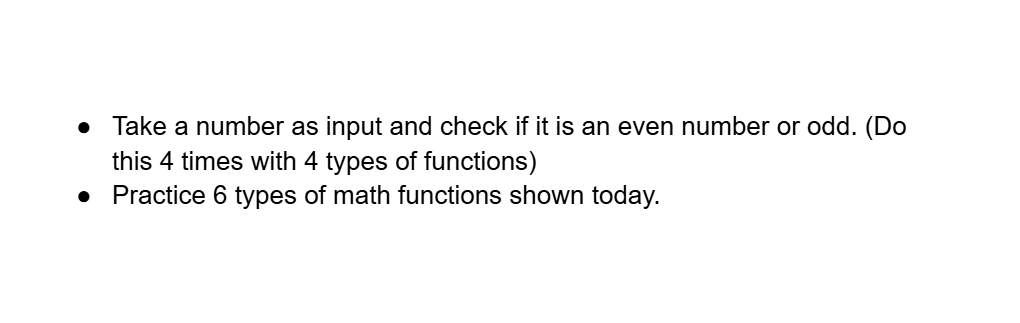 ● Take a number as input and check if it is an even number or odd. (Do
this 4 times with 4 types of functions)
● Practice 6 types of math functions shown today.